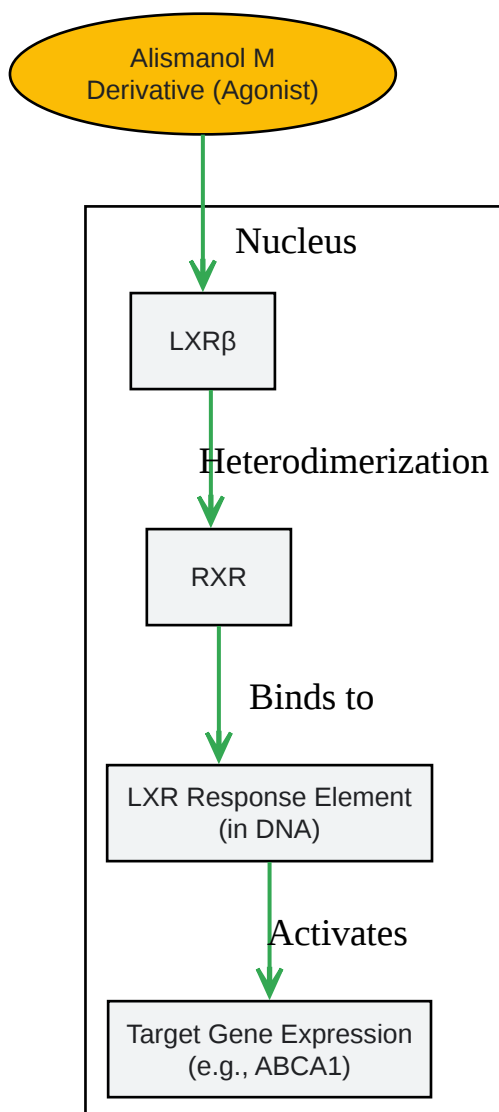 Alismanol M
Derivative (Agonist)
Nucleus
LXRβ
Heterodimerization
RXR
Binds to
LXR Response Element
(in DNA)
Activates
Target Gene Expression
(e.g., ABCA1)